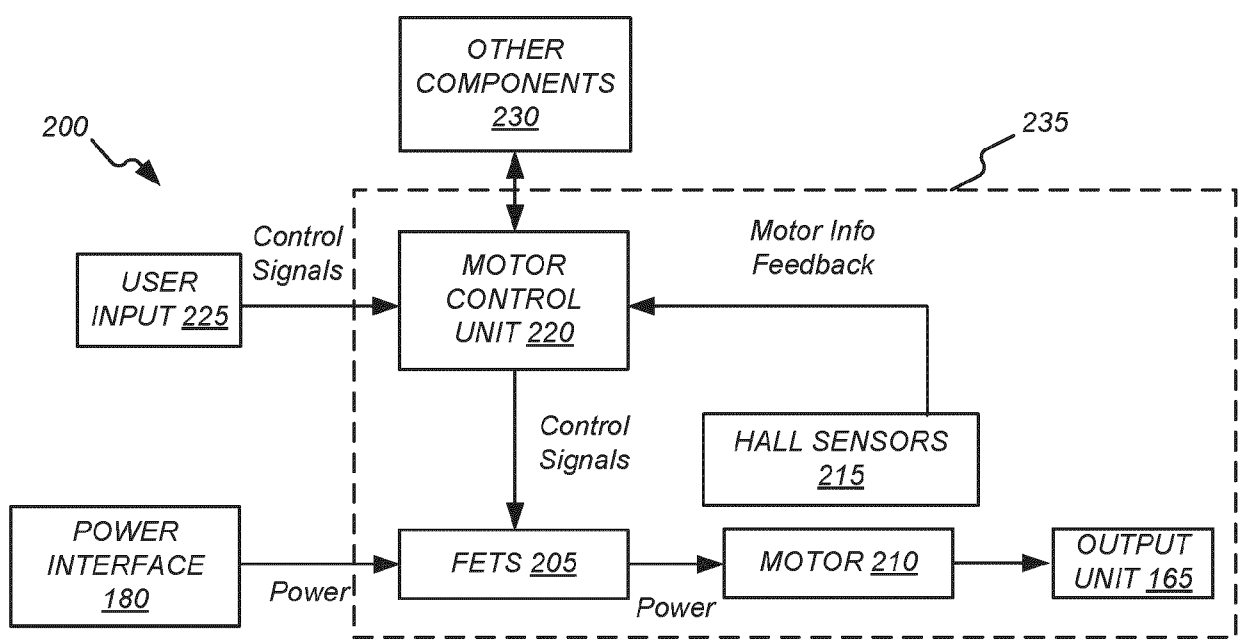 OTHER
COMPONENTS
230
200
235
Control
Signals
Motor Info
Feedback
USER
INPUT 225
MOTOR
CONTROL
UNIT 220
Control
Signals
HALL SENSORS
215
POWER
INTERFACE
180
Power
FETS 205
Power
MOTOR 210
OUTPUT
UNIT 165